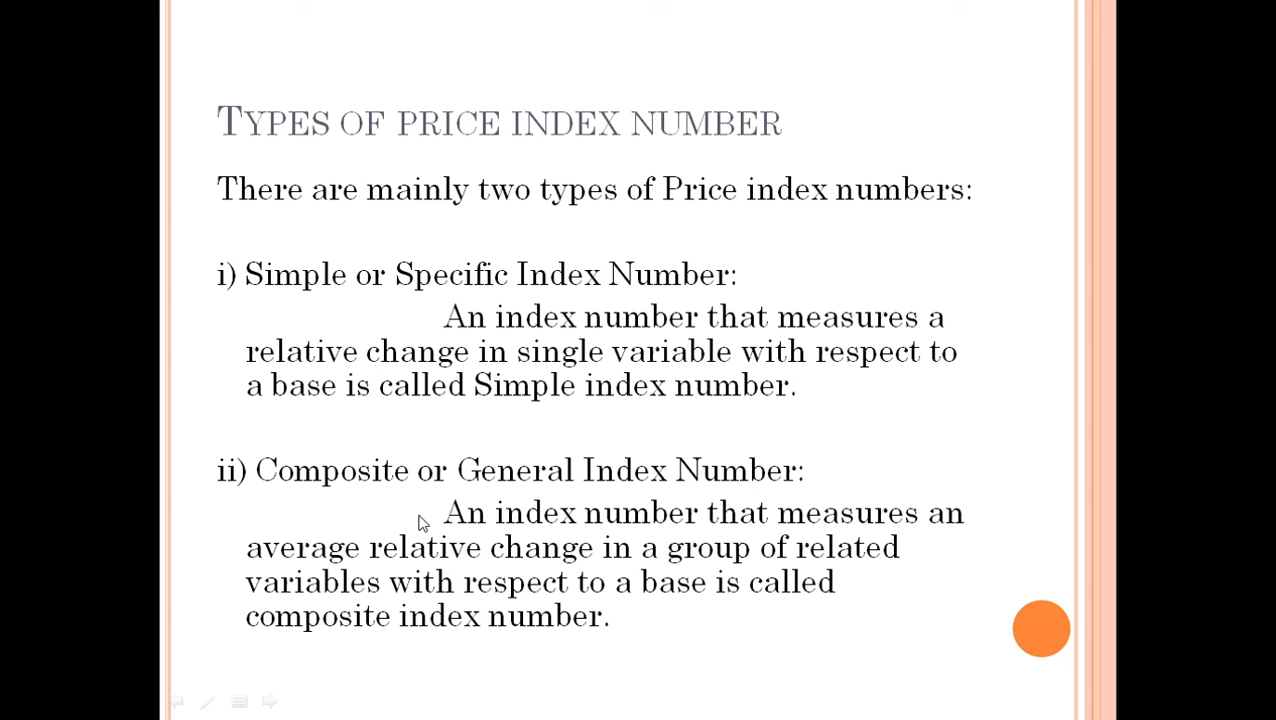 TYPES OF PRICE INDEX NUMBER
There are mainly two types of Price index numbers:
i) Simple or Specific Index Number:
An index number that measures a
relative change in single variable with respect to
a base is called Simple index number.
ii) Composite or General Index Number:
An index number that measures an
average relative change in a group of related
variables with respect to a base is called
composite index number.